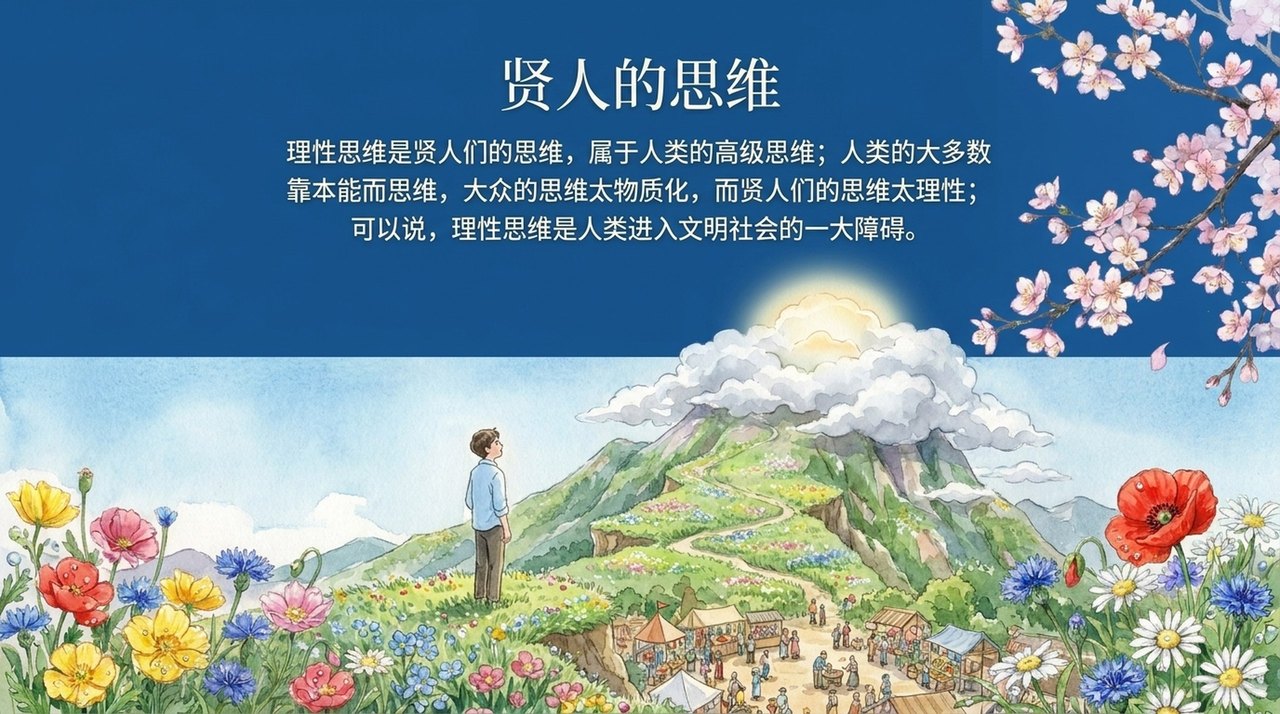 贤人的思维
理性思维是贤人们的思维，属于人类的高级思维；人类的大多数
靠本能而思维，大众的思维太物质化，而贤人们的思维太理性；
可以说，理性思维是人类进入文明社会的一大障碍。